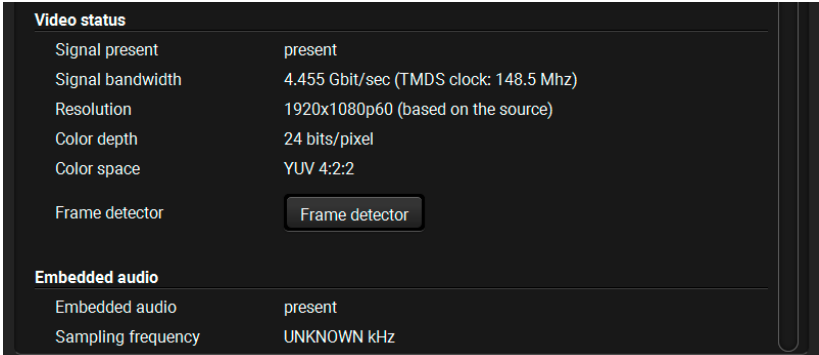 Video status
Signal present present
Signal bandwidth 4.455 Gbit/sec (TMDS clock: 148.5 Mhz)
Resolution 1920x1080p60 (based on the source)
Color depth 24 bits/pixel
Color space YUV 4:2:2
Frame detector Frame detector
Embedded audio
Embedded audio present
Sampling frequency UNKNOWN kHz